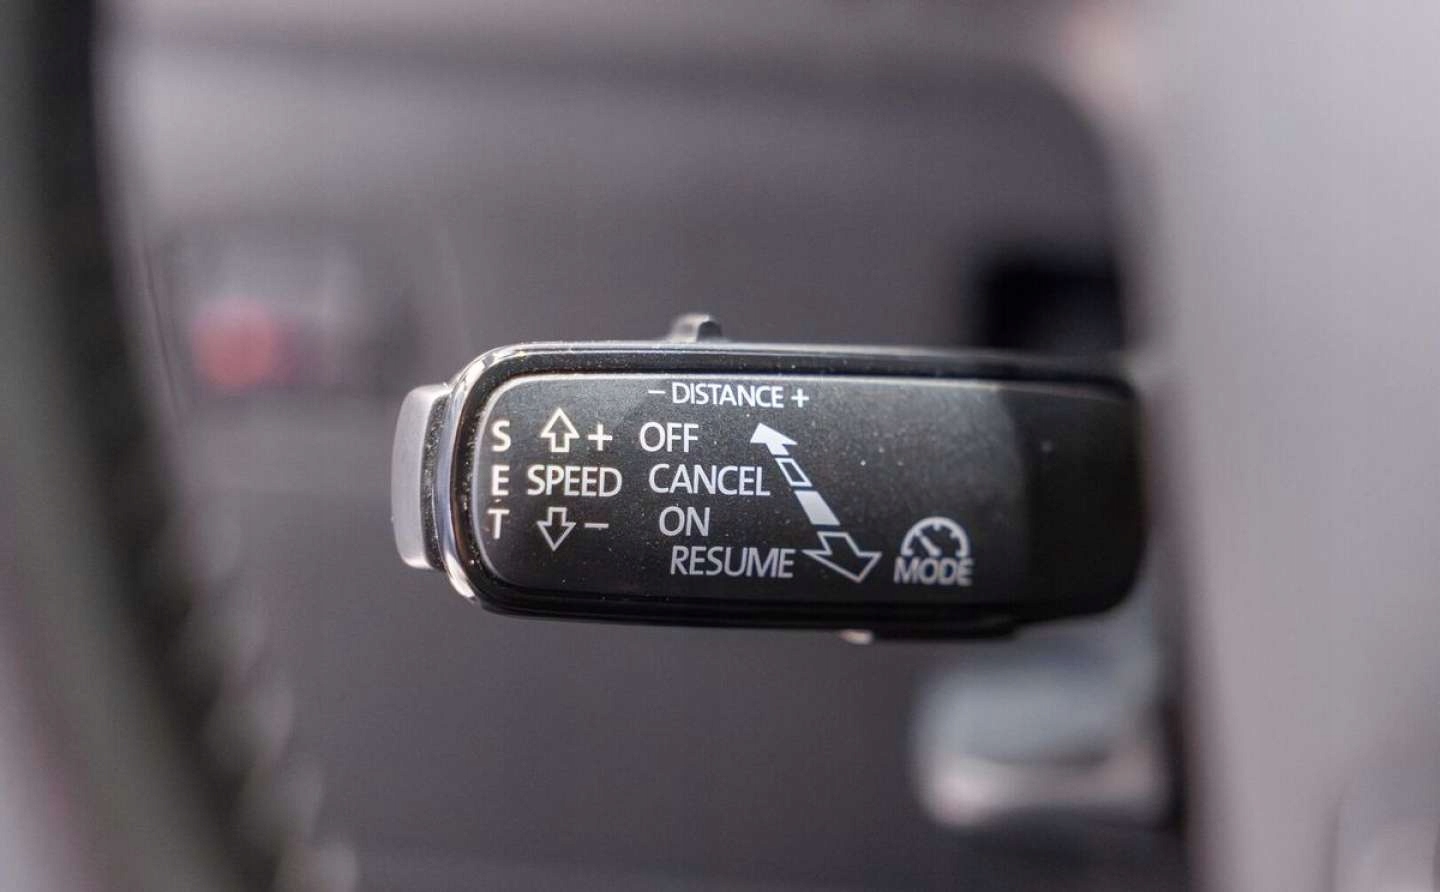 - DISTANCE +
S + OFF
E SPEED CANCEL
T - ON
RESUME
MODE